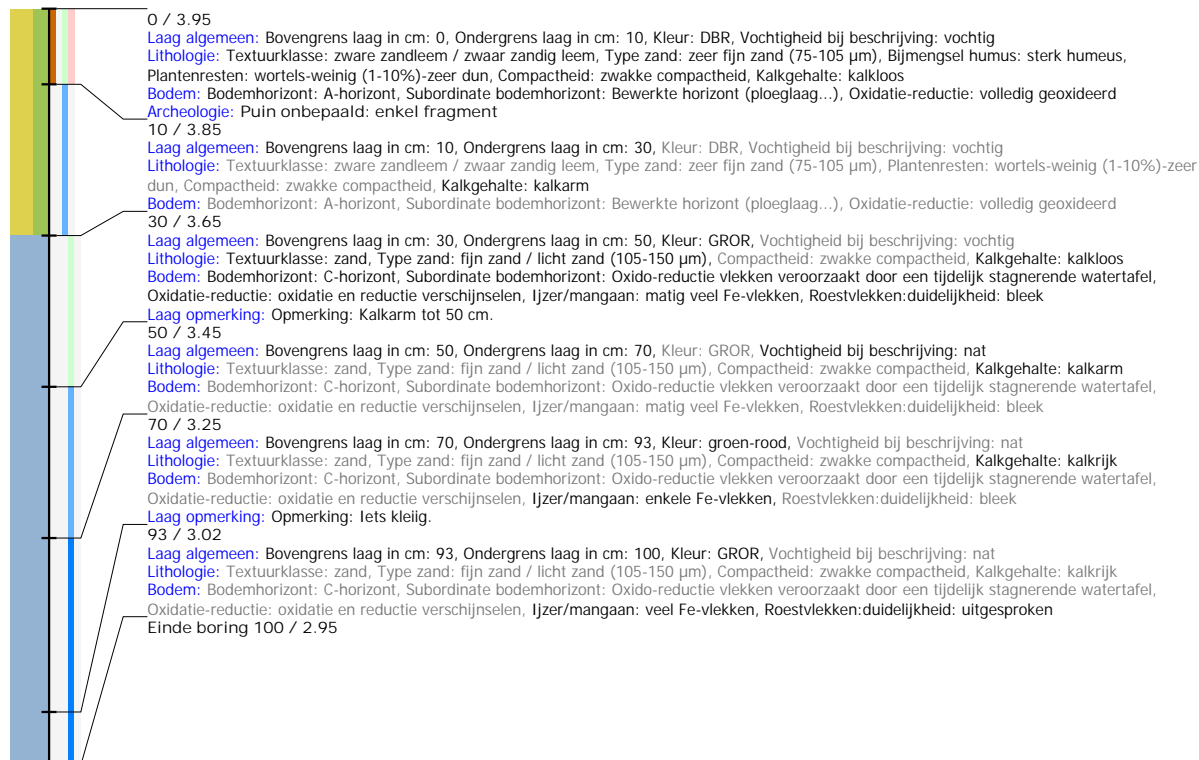 0 / 3.95
Laag algemeen: Bovengrens laag in cm: 0, Ondergrens laag in cm: 10, Kleur: DBR, Vochtigheid bij beschrijving: vochtig
Lithologie: Textuurklasse: zware zandleem / zwaar zandig leem, Type zand: zeer fijn zand (75-105 µm), Bijmengsel humus: sterk humeus,
Plantenresten: wortels-weinig (1-10%)-zeer dun, Compactheid: zwakke compactheid, Kalkgehalte: kalkloos
Bodem: Bodemhorizont: A-horizont, Subordinate bodemhorizont: Bewerkte horizont (ploeglaag...), Oxidatie-reductie: volledig geoxideerd
Archeologie: Puin onbepaald: enkel fragment
10 / 3.85
Laag algemeen: Bovengrens laag in cm: 10, Ondergrens laag in cm: 30, Kleur: DBR, Vochtigheid bij beschrijving: vochtig
Lithologie: Textuurklasse: zware zandleem / zwaar zandig leem, Type zand: zeer fijn zand (75-105 µm), Plantenresten: wortels-weinig (1-10%)-zeer
dun, Compactheid: zwakke compactheid, Kalkgehalte: kalkarm
Bodem: Bodemhorizont: A-horizont, Subordinate bodemhorizont: Bewerkte horizont (ploeglaag...), Oxidatie-reductie: volledig geoxideerd
30 / 3.65
Laag algemeen: Bovengrens laag in cm: 30, Ondergrens laag in cm: 50, Kleur: GROR, Vochtigheid bij beschrijving: vochtig
Lithologie: Textuurklasse: zand, Type zand: fijn zand / licht zand (105-150 µm), Compactheid: zwakke compactheid, Kalkgehalte: kalkloos
Bodem: Bodemhorizont: C-horizont, Subordinate bodemhorizont: Oxido-reductie vlekken veroorzaakt door een tijdelijk stagnerende watertafel,
Oxidatie-reductie: oxidatie en reductie verschijnselen, Ijzer/mangaan: matig veel Fe-vlekken, Roestvlekken:duidelijkheid: bleek
Laag opmerking: Opmerking: Kalkarm tot 50 cm.
50 / 3.45
Laag algemeen: Bovengrens laag in cm: 50, Ondergrens laag in cm: 70, Kleur: GROR, Vochtigheid bij beschrijving: nat
Lithologie: Textuurklasse: zand, Type zand: fijn zand / licht zand (105-150 µm), Compactheid: zwakke compactheid, Kalkgehalte: kalkarm
Bodem: Bodemhorizont: C-horizont, Subordinate bodemhorizont: Oxido-reductie vlekken veroorzaakt door een tijdelijk stagnerende watertafel,
Oxidatie-reductie: oxidatie en reductie verschijnselen, Ijzer/mangaan: matig veel Fe-vlekken, Roestvlekken:duidelijkheid: bleek
70 / 3.25
Laag algemeen: Bovengrens laag in cm: 70, Ondergrens laag in cm: 93, Kleur: groen-rood, Vochtigheid bij beschrijving: nat
Lithologie: Textuurklasse: zand, Type zand: fijn zand / licht zand (105-150 µm), Compactheid: zwakke compactheid, Kalkgehalte: kalkrijk
Bodem: Bodemhorizont: C-horizont, Subordinate bodemhorizont: Oxido-reductie vlekken veroorzaakt door een tijdelijk stagnerende watertafel,
Oxidatie-reductie: oxidatie en reductie verschijnselen, Ijzer/mangaan: enkele Fe-vlekken, Roestvlekken:duidelijkheid: bleek
Laag opmerking: Opmerking: Iets kleiig.
93 / 3.02
Laag algemeen: Bovengrens laag in cm: 93, Ondergrens laag in cm: 100, Kleur: GROR, Vochtigheid bij beschrijving: nat
Lithologie: Textuurklasse: zand, Type zand: fijn zand / licht zand (105-150 µm), Compactheid: zwakke compactheid, Kalkgehalte: kalkrijk
Bodem: Bodemhorizont: C-horizont, Subordinate bodemhorizont: Oxido-reductie vlekken veroorzaakt door een tijdelijk stagnerende watertafel,
Oxidatie-reductie: oxidatie en reductie verschijnselen, Ijzer/mangaan: veel Fe-vlekken, Roestvlekken:duidelijkheid: uitgesproken
Einde boring 100 / 2.95